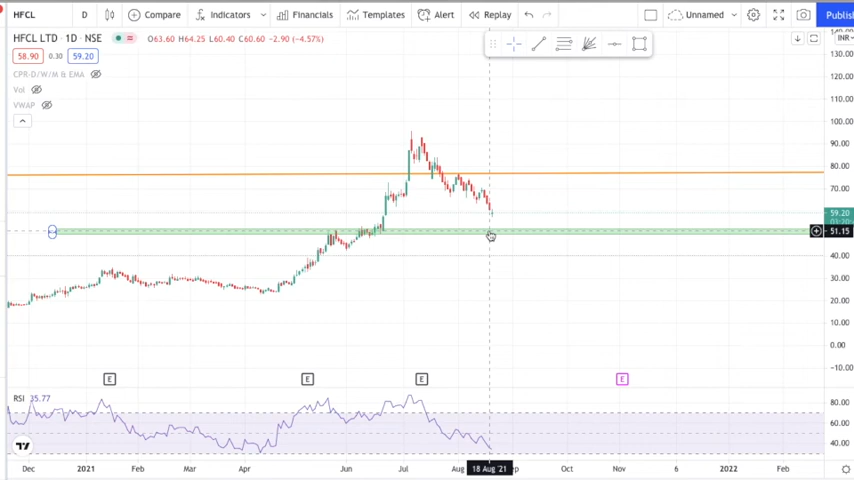 HFCL D Compare Indicators Financials Templates Alert Replay Unnamed Publis
HFCL LTD · 1D · NSE O63.60 H64.25 L60.40 C60.60 -2.90 (-4.57%) INR
58.90 0.30 59.20
CPR-D/W/M & EMA
Vol
VWAP
140.00
130.00
120.00
110.00
100.00
90.00
80.00
70.00
59.20
51.15
40.00
30.00
20.00
10.00
0.00
-10.00
E E E E
RSI 35.77
80.00
60.00
40.00
Dec 2021 Feb Mar Apr Jun Jul Aug 18 Aug '21 ep Oct Nov 6 2022 Feb